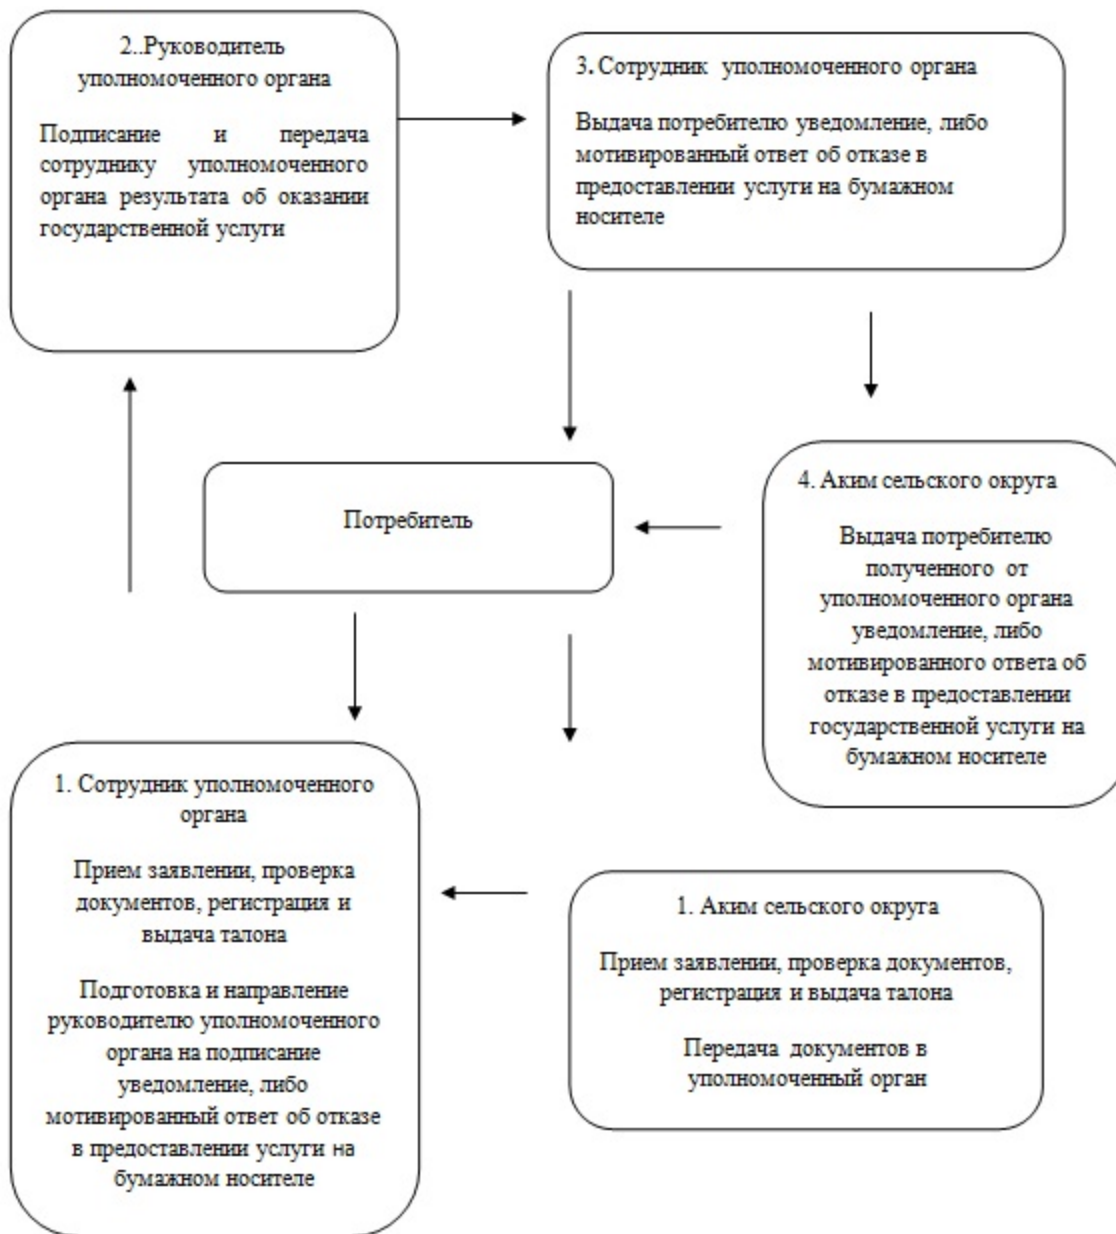 2..Руководитель
уполномоченного органа
Подписание и передача
сотруднику уполномоченного
органа результата об оказании
государственной услуги
3. Сотрудник уполномоченного органа
Выдача потребителю уведомление, либо
мотивированный ответ об отказе в
предоставлении услуги на бумажном
носителе
Потребитель
4. Аким сельского округа
Выдача потребителю
полученного от
уполномоченного органа
уведомление, либо
мотивированного ответа об
отказе в предоставлении
государственной услуги на
бумажном носителе
1. Сотрудник уполномоченного
органа
Прием заявлении, проверка
документов, регистрация и
выдача талона
Подготовка и направление
руководителю уполномоченного
органа на подписание
уведомление, либо
мотивированный ответ об отказе
в предоставлении услуги на
бумажном носителе
1. Аким сельского округа
Прием заявлении, проверка документов,
регистрация и выдача талона
Передача документов в
уполномоченный орган